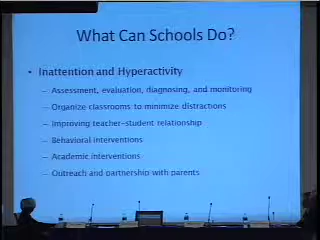 What Can Schools Do?
• Inattention and Hyperactivity
– Assessment, evaluation, diagnosing, and monitoring
– Organize classrooms to minimize distractions
– Improving teacher-student relationship
– Behavioral interventions
– Academic interventions
– Outreach and partnership with parents